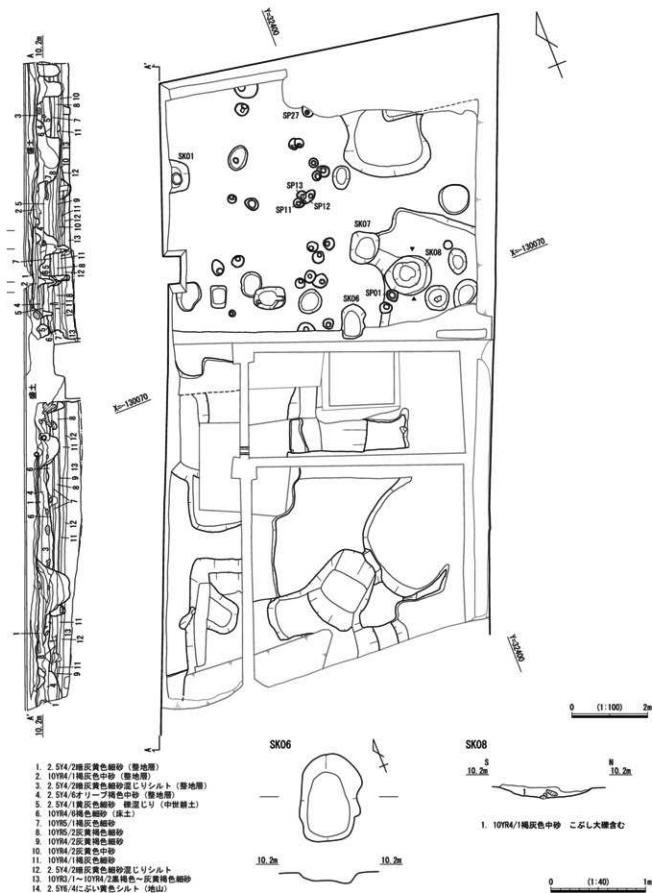 Y=32400
A
10.2m
A'
SP27
SK01
SP13
SP11
SP12
SK07
SK08
X=-130070
SP01
SK06
盛土
盛土
X=-130070
Y=32400
A'
10.2m
A
0 (1:100) 2m
1. 2.5Y4/2暗灰黄色細砂 (整地層)
2. 10YR4/1褐灰色中砂 (整地層)
3. 2.5Y4/2暗灰黄色細砂混じりシルト (整地層)
4. 2.5Y4/6オリーブ褐色中砂 (整地層)
5. 2.5Y4/1黄灰色細砂 礫混じり (中世耕土)
6. 10YR4/6褐色細砂 (床土)
7. 10YR5/1褐灰色細砂
8. 10YR5/2灰黄褐色細砂
9. 10YR4/2灰黄褐色細砂
10. 10YR4/2灰黄色中砂
11. 10YR4/1褐灰色細砂
12. 2.5Y4/2暗灰黄色細砂混じりシルト
13. 10YR3/1～10YR4/2黒褐色～灰黄褐色細砂
14. 2.5Y6/4にぶい黄色シルト (地山)
SK06
10.2m 10.2m
SK08
S N
10.2m 10.2m
1
1. 10YR4/1褐灰色中砂 こぶし大礫含む
0 (1:40) 1m